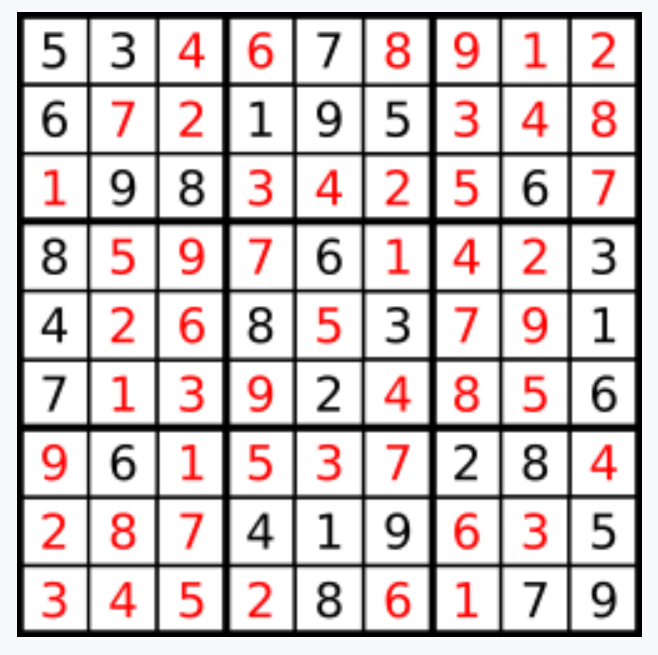 5 3 4 6 7 8 9 1 2
6 7 2 1 9 5 3 4 8
1 9 8 3 4 2 5 6 7
8 5 9 7 6 1 4 2 3
4 2 6 8 5 3 7 9 1
7 1 3 9 2 4 8 5 6
9 6 1 5 3 7 2 8 4
2 8 7 4 1 9 6 3 5
3 4 5 2 8 6 1 7 9